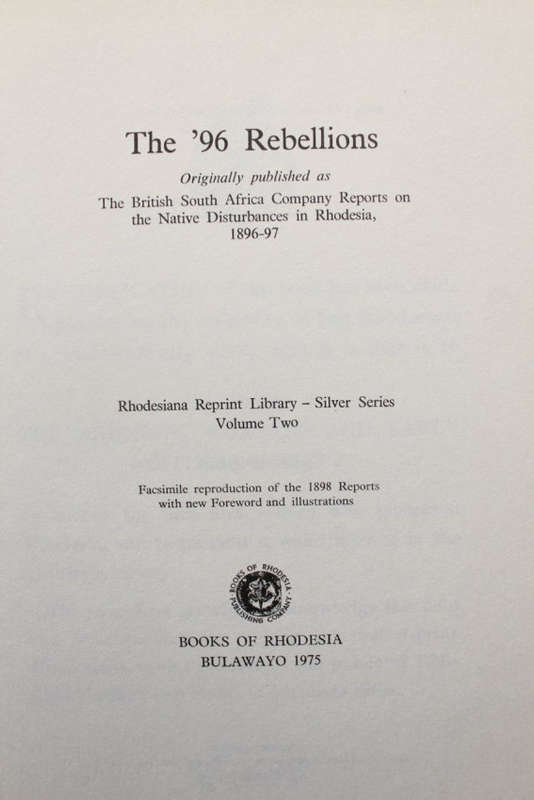 The '96 Rebellions
Originally published as
The British South Africa Company Reports on
the Native Disturbances in Rhodesia,
1896-97
Rhodesiana Reprint Library – Silver Series
Volume Two
Facsimile reproduction of the 1898 Reports
with new Foreword and illustrations
BOOKS OF RHODESIA
PUBLISHING COMPANY
BOOKS OF RHODESIA
BULAWAYO 1975